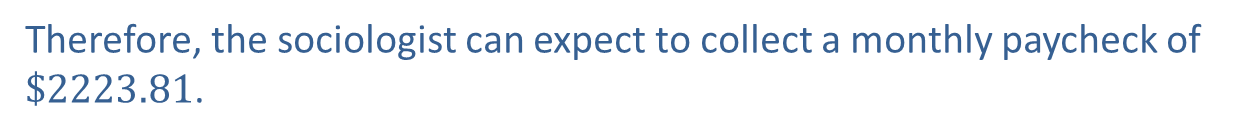 Therefore, the sociologist can expect to collect a monthly paycheck of
$2223.81.